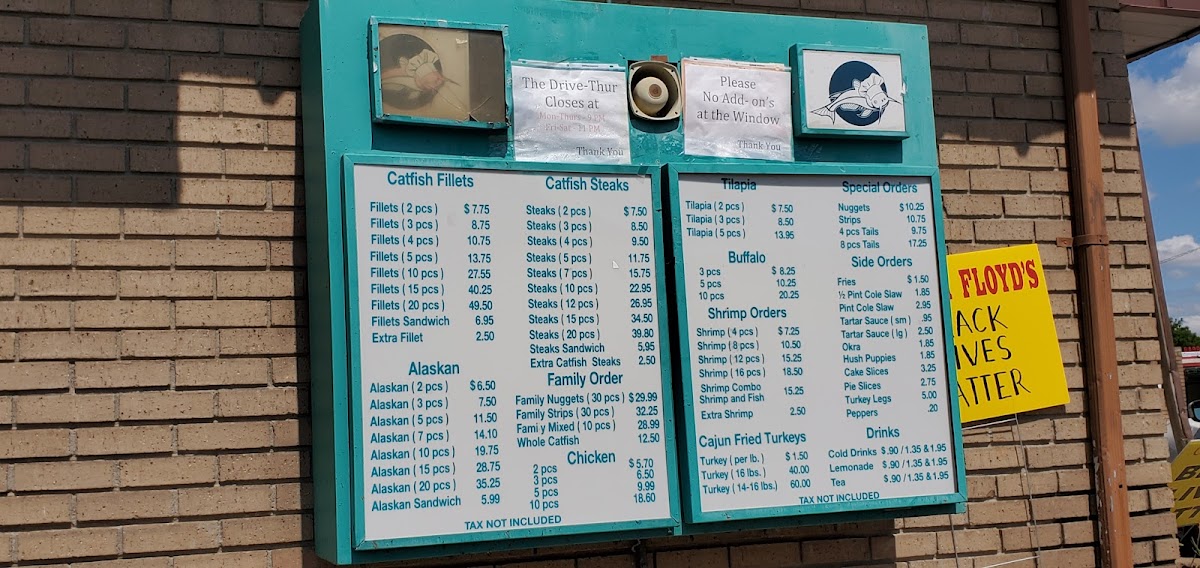 The Drive-Thur
Closes at
Mon-Thurs - 9 PM
Fri-Sat - 11 PM
Thank You
Please
No Add- on's
at the Window
Thank You
Catfish Fillets
Fillets ( 2 pcs ) $ 7.75
Fillets ( 3 pcs ) 8.75
Fillets ( 4 pcs ) 10.75
Fillets ( 5 pcs ) 13.75
Fillets ( 10 pcs ) 27.55
Fillets ( 15 pcs ) 40.25
Fillets ( 20 pcs ) 49.50
Fillets Sandwich 6.95
Extra Fillet 2.50
Alaskan
Alaskan ( 2 pcs ) $ 6.50
Alaskan ( 3 pcs ) 7.50
Alaskan ( 5 pcs ) 11.50
Alaskan ( 7 pcs ) 14.10
Alaskan ( 10 pcs ) 19.75
Alaskan ( 15 pcs ) 28.75
Alaskan ( 20 pcs ) 35.25
Alaskan Sandwich 5.99
Catfish Steaks
Steaks ( 2 pcs ) $ 7.50
Steaks ( 3 pcs ) 8.50
Steaks ( 4 pcs ) 9.50
Steaks ( 5 pcs ) 11.75
Steaks ( 7 pcs ) 15.75
Steaks ( 10 pcs ) 22.95
Steaks ( 12 pcs ) 26.95
Steaks ( 15 pcs ) 34.50
Steaks ( 20 pcs ) 39.80
Steaks Sandwich 5,95
Extra Catfish Steaks 2.50
Family Order
Family Nuggets ( 30 pcs ) $ 29.99
Family Strips ( 30 pcs ) 32.25
Fami y Mixed ( 10 pcs ) 28.99
Whole Catfish 12.50
Chicken
2 pcs $ 5.70
3 pcs 6.50
5 pcs 9.99
10 pcs 18.60
TAX NOT INCLUDED
Tilapia
Tilapia ( 2 pcs ) $ 7.50
Tilapia ( 3 pcs ) 8.50
Tilapia ( 5 pcs ) 13.95
Buffalo
3 pcs $ 8.25
5 pcs 10.25
10 pcs 20.25
Shrimp Orders
Shrimp ( 4 pcs ) $ 7.25
Shrimp ( 8 pcs ) 10.50
Shrimp ( 12 pcs ) 15.25
Shrimp ( 16 pcs ) 18.50
Shrimp Combo
Shrimp and Fish 15.25
Extra Shrimp 2.50
Cajun Fried Turkeys
Turkey ( per lb. ) $ 1.50
Turkey ( 16 lbs. ) 40.00
Turkey ( 14-16 lbs.) 60.00
Special Orders
Nuggets $ 10.25
Strips 10.75
4 pcs Tails 9.75
8 pcs Tails 17.25
Side Orders
Fries $ 1.50
½ Pint Cole Slaw 1.85
Pint Cole Slaw 2.95
Tartar Sauce ( sm ) .95
Tartar Sauce ( lg ) 2.50
Okra 1.85
Hush Puppies 1.85
Cake Slices 3.25
Pie Slices 2.75
Turkey Legs 5.00
Peppers .20
Drinks
Cold Drinks $ .90 / 1.35 & 1.95
Lemonade $ .90 / 1.35 & 1.95
Tea $ .90 / 1.35 & 1.95
TAX NOT INCLUDED
FLOYD'S
ACK
IVES
ATTER